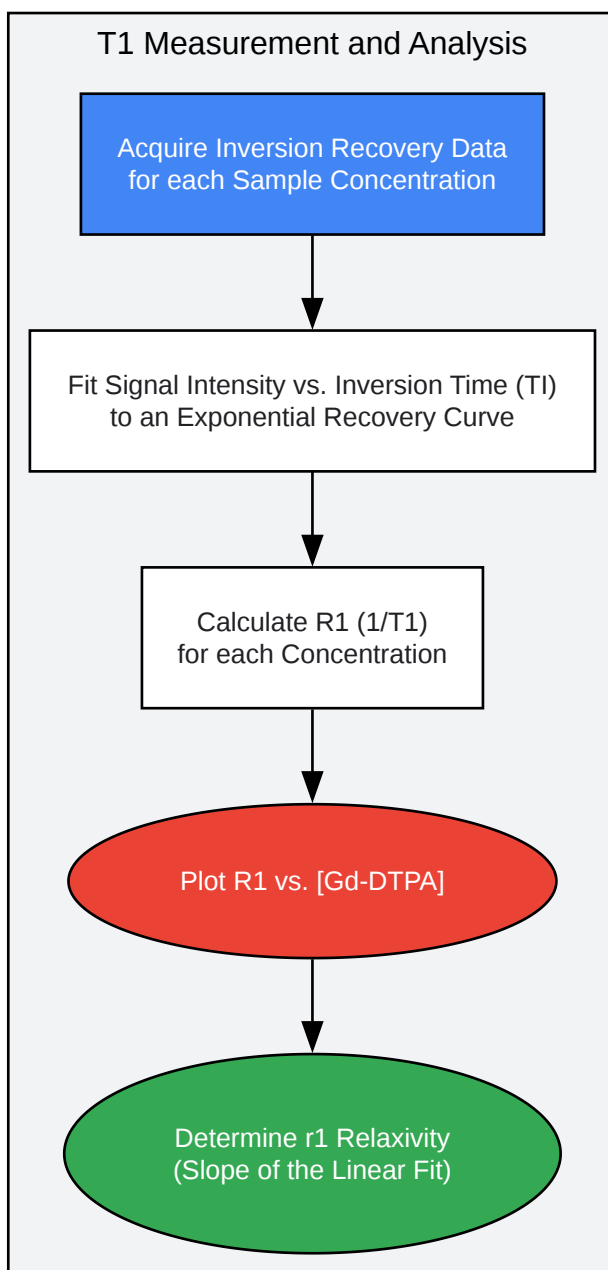 T1 Measurement and Analysis
Acquire Inversion Recovery Data
for each Sample Concentration
Fit Signal Intensity vs. Inversion Time (TI)
to an Exponential Recovery Curve
Calculate R1 (1/T1)
for each Concentration
Plot R1 vs. [Gd-DTPA]
Determine r1 Relaxivity
(Slope of the Linear Fit)